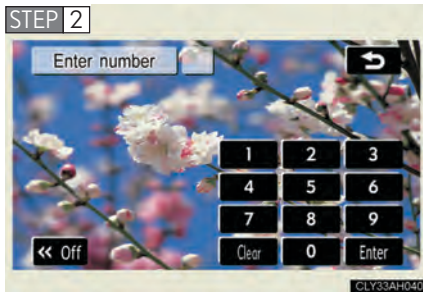 STEP 2
Enter number
1 2 3
4 5 6
7 8 9
« Off Clear 0 Enter
CLY33AH040